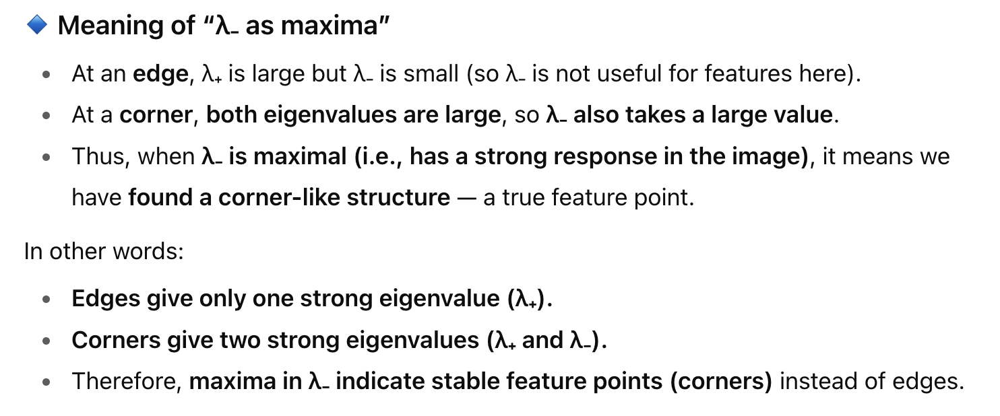 🔷 Meaning of “λ₋ as maxima”
• At an edge, λ₊ is large but λ₋ is small (so λ₋ is not useful for features here).
• At a corner, both eigenvalues are large, so λ₋ also takes a large value.
• Thus, when λ₋ is maximal (i.e., has a strong response in the image), it means we
have found a corner-like structure — a true feature point.
In other words:
• Edges give only one strong eigenvalue (λ₊).
• Corners give two strong eigenvalues (λ₊ and λ₋).
• Therefore, maxima in λ₋ indicate stable feature points (corners) instead of edges.